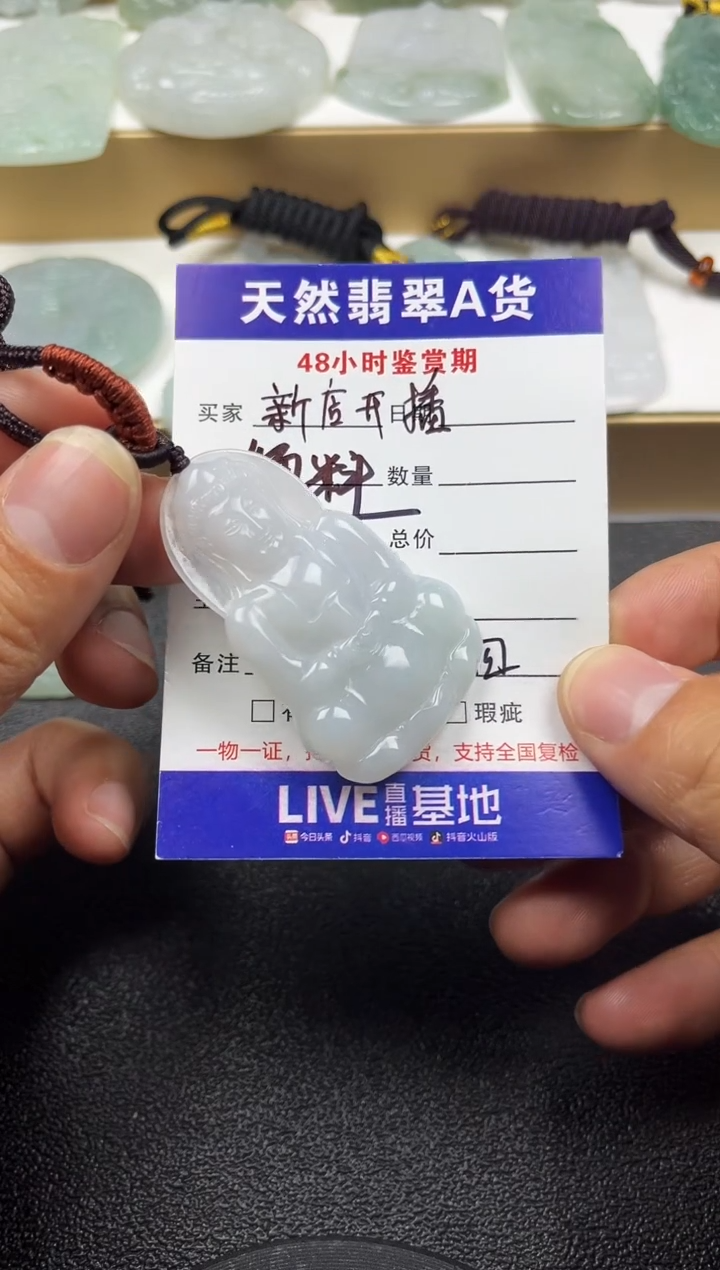 天然翡翠A货
48小时鉴赏期
买家 新店开日播
料 数量
总价
备注
瑕疵
一物一证, 货, 支持全国复检
LIVE直播基地
今日头条 抖音 西瓜视频 抖音火山版